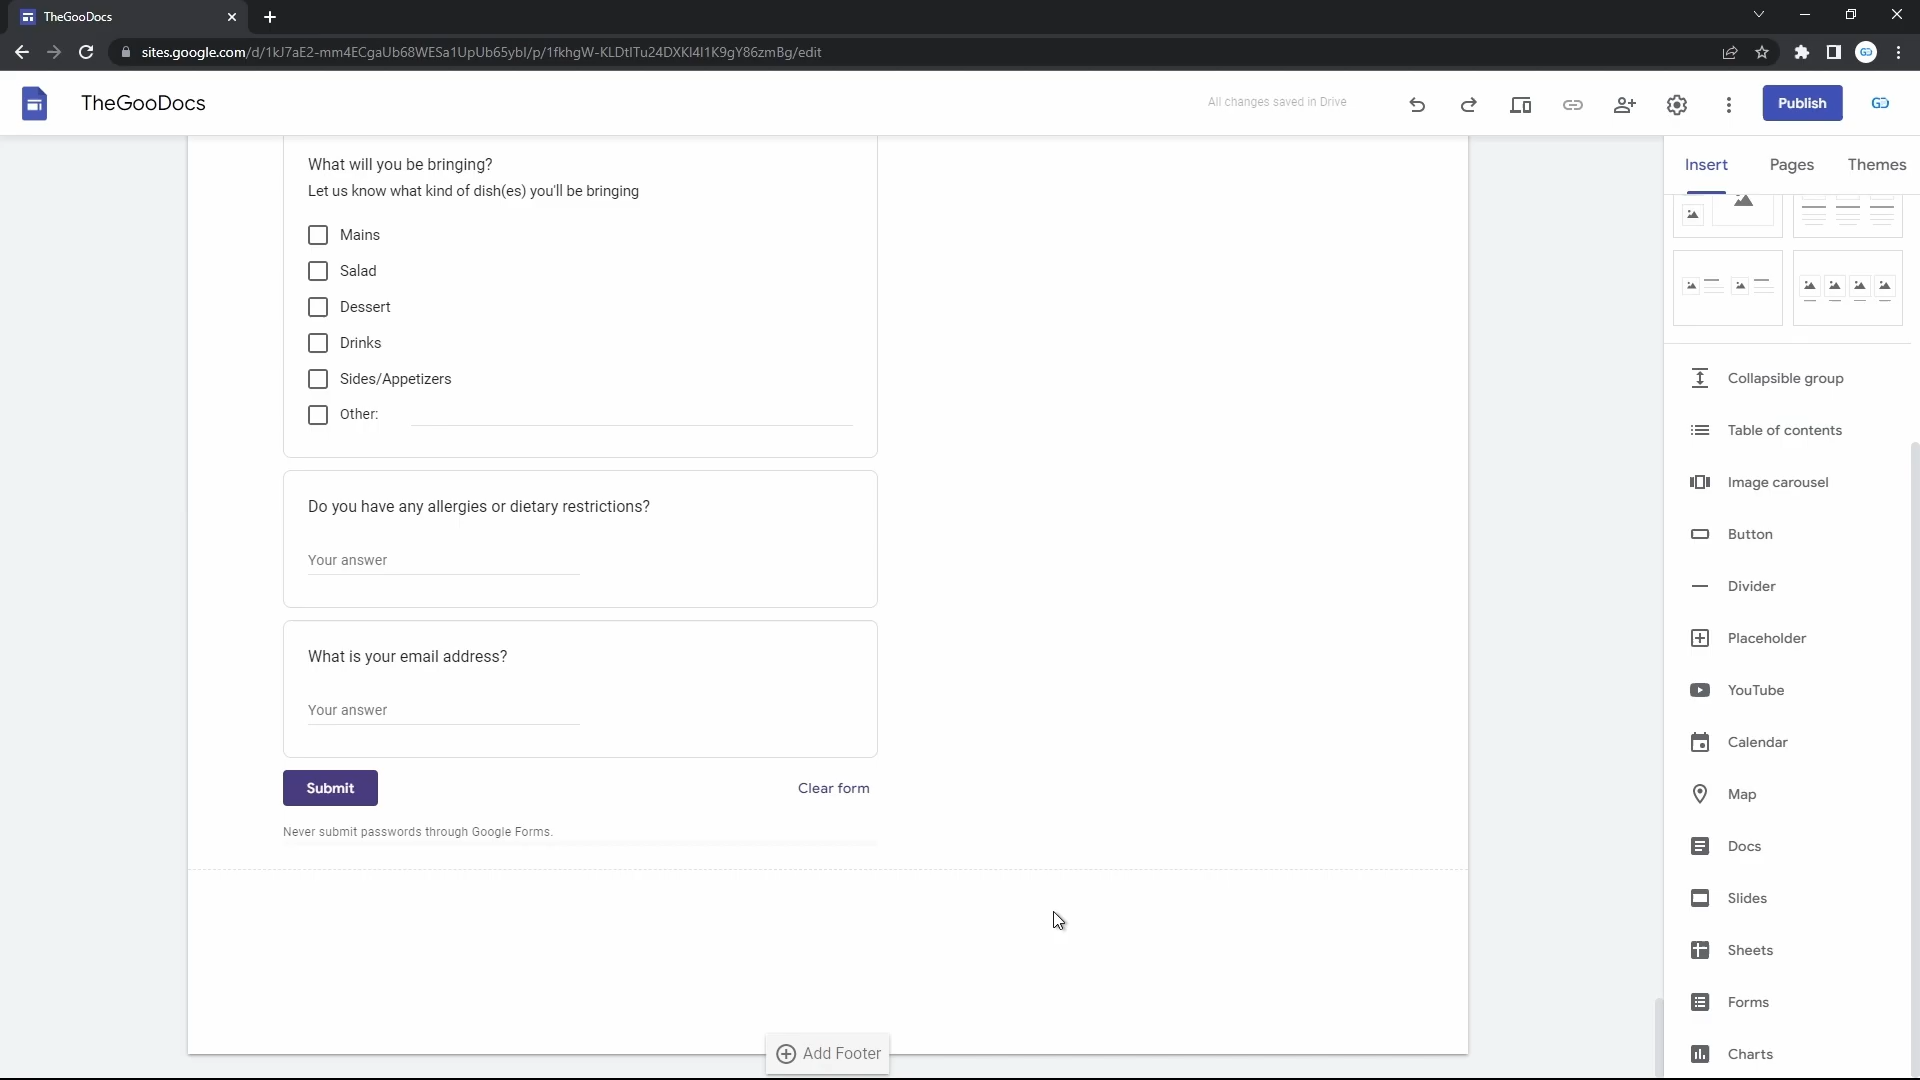 TheGooDocs
sites.google.com/d/1kJ7aE2-mm4ECgaUb68WESa1UpUb65ybI/p/1fkhgW-KLDtITu24DXKI4I1K9gY86zmBg/edit
TheGooDocs
All changes saved in Drive
Publish
Insert
Pages
Themes
What will you be bringing?
Let us know what kind of dish(es) you'll be bringing
Mains
Salad
Dessert
Drinks
Sides/Appetizers
Other:
Do you have any allergies or dietary restrictions?
Your answer
What is your email address?
Your answer
Submit
Clear form
Never submit passwords through Google Forms.
Add Footer
Collapsible group
Table of contents
Image carousel
Button
Divider
Placeholder
YouTube
Calendar
Map
Docs
Slides
Sheets
Forms
Charts